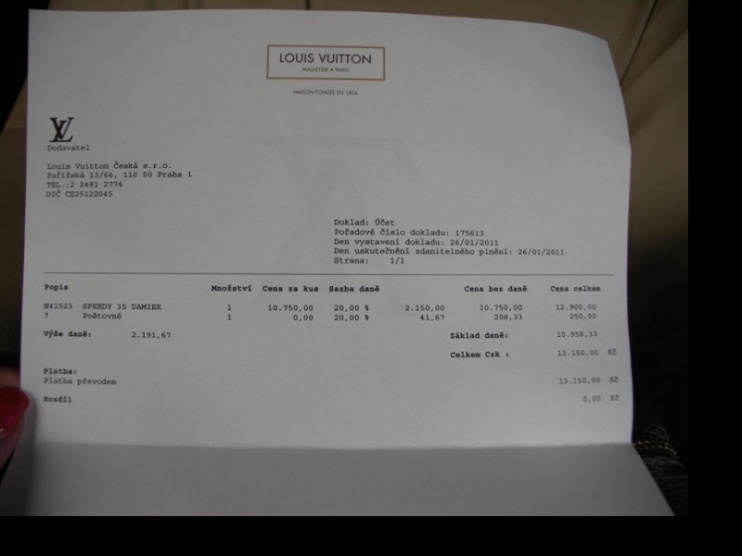 LOUIS VUITTON
MALLETIER A PARIS
MAISON FONDÉE EN 1854
LV
Dodavatel
Louis Vuitton Česká s.r.o.
Pařížská 13/66, 110 00 Praha 1
TEL.:2 2481 2774
DIČ CZ25122045
Doklad: Účet
Pořadové číslo dokladu: 175613
Den vystavení dokladu: 26/01/2011
Den uskutečnění zdanitelného plnění: 26/01/2011
Strana: 1/1
Popis Množství Cena za kus Sazba daně Cena bez daně Cena celkem
N41523 SPEEDY 35 DAMIER 1 10.750,00 20,00 % 2.150,00 10.750,00 12.900,00
7 Poštovné 1 0,00 20,00 % 41,67 208,33 250,00
Výše daně: 2.191,67 Základ daně: 10.958,33
Celkem Czk : 13.150,00 Kč
Platba:
Platba převodem 13.150,00 Kč
Rozdíl 0,00 Kč